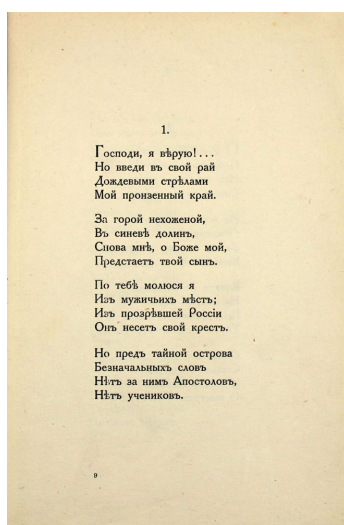 1.
Господи, я вѣрую!...
Но введи въ свой рай
Дождевыми стрѣлами
Мой пронзенный край.
За горой нехоженой,
Въ синевѣ долинъ,
Снова мнѣ, о Боже мой,
Предстаетъ твой сынъ.
По тебѣ молюся я
Изъ мужичьихъ мѣстъ;
Изъ прозрѣвшей Россіи
Онъ несетъ свой крестъ.
Но предъ тайной острова
Безначальныхъ словъ
Нѣтъ за нимъ Апостоловъ,
Нѣтъ учениковъ.
9